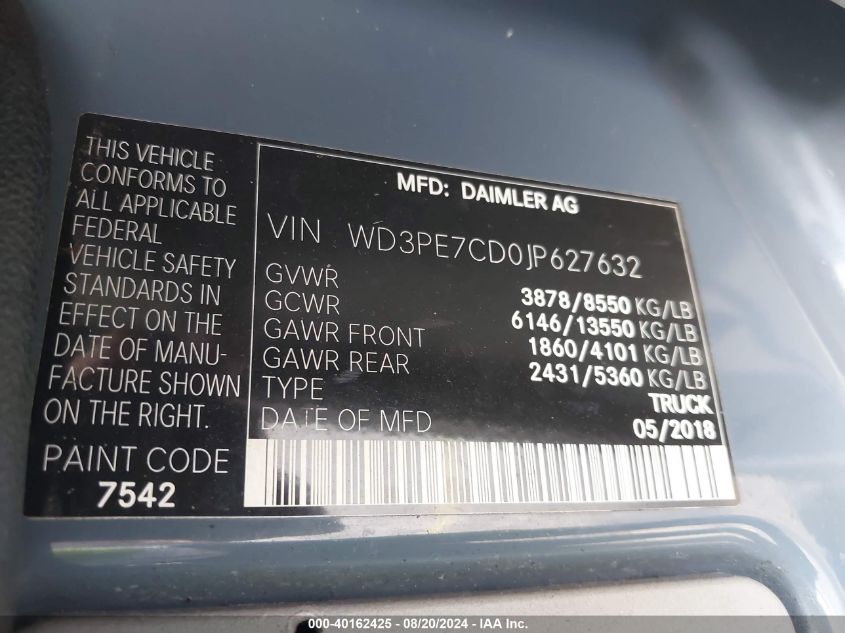 THIS VEHICLE
CONFORMS TO
ALL APPLICABLE
FEDERAL
VEHICLE SAFETY
STANDARDS IN
EFFECT ON THE
DATE OF MANU-
FACTURE SHOWN
ON THE RIGHT.
PAINT CODE
7542
MFD: DAIMLER AG
VIN WD3PE7CD0JP627632
GVWR 3878/8550 KG/LB
GCWR 6146/13550 KG/LB
GAWR FRONT 1860/4101 KG/LB
GAWR REAR 2431/5360 KG/LB
TYPE TRUCK
DATE OF MFD 05/2018
000-40162425 - 08/20/2024 - IAA Inc.